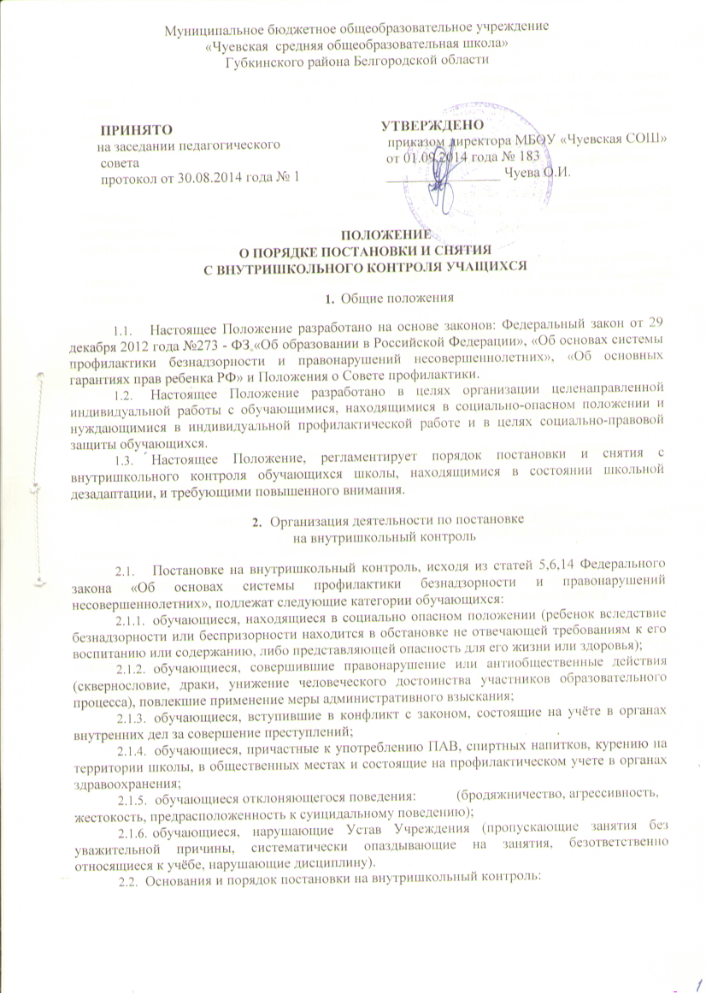 Муниципальное бюджетное общеобразовательное учреждение
«Чуевская средняя общеобразовательная школа»
Губкинского района Белгородской области
ПРИНЯТО
на заседании педагогического
совета
протокол от 30.08.2014 года № 1
УТВЕРЖДЕНО
приказом директора МБОУ «Чуевская СОШ»
от 01.09.2014 года № 183
________________ Чуева О.И.
ПОЛОЖЕНИЕ
О ПОРЯДКЕ ПОСТАНОВКИ И СНЯТИЯ
С ВНУТРИШКОЛЬНОГО КОНТРОЛЯ УЧАЩИХСЯ
1. Общие положения
1.1. Настоящее Положение разработано на основе законов: Федеральный закон от 29
декабря 2012 года №273 - ФЗ «Об образовании в Российской Федерации», «Об основах системы
профилактики безнадзорности и правонарушений несовершеннолетних», «Об основных
гарантиях прав ребенка РФ» и Положения о Совете профилактики.
1.2. Настоящее Положение разработано в целях организации целенаправленной
индивидуальной работы с обучающимися, находящимися в социально-опасном положении и
нуждающимися в индивидуальной профилактической работе и в целях социально-правовой
защиты обучающихся.
1.3. Настоящее Положение, регламентирует порядок постановки и снятия с
внутришкольного контроля обучающихся школы, находящимися в состоянии школьной
дезадаптации, и требующими повышенного внимания.
2. Организация деятельности по постановке
на внутришкольный контроль
2.1. Постановке на внутришкольный контроль, исходя из статей 5,6,14 Федерального
закона «Об основах системы профилактики безнадзорности и правонарушений
несовершеннолетних», подлежат следующие категории обучающихся:
2.1.1. обучающиеся, находящиеся в социально опасном положении (ребенок вследствие
безнадзорности или беспризорности находится в обстановке не отвечающей требованиям к его
воспитанию или содержанию, либо представляющей опасность для его жизни или здоровья);
2.1.2. обучающиеся, совершившие правонарушение или антиобщественные действия
(сквернословие, драки, унижение человеческого достоинства участников образовательного
процесса), повлекшие применение меры административного взыскания;
2.1.3. обучающиеся, вступившие в конфликт с законом, состоящие на учёте в органах
внутренних дел за совершение преступлений;
2.1.4. обучающиеся, причастные к употреблению ПАВ, спиртных напитков, курению на
территории школы, в общественных местах и состоящие на профилактическом учете в органах
здравоохранения;
2.1.5. обучающиеся отклоняющегося поведения: (бродяжничество, агрессивность,
жестокость, предрасположенность к суицидальному поведению);
2.1.6. обучающиеся, нарушающие Устав Учреждения (пропускающие занятия без
уважительной причины, систематически опаздывающие на занятия, безответственно
относящиеся к учёбе, нарушающие дисциплину).
2.2. Основания и порядок постановки на внутришкольный контроль:
1